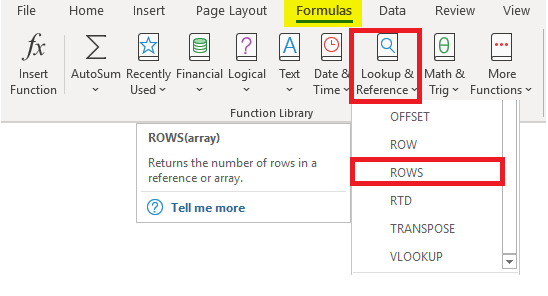 File Home Insert Page Layout Formulas Data Review View
fx Σ θ
Insert Function
AutoSum
Recently Used
Financial
Logical
Text
Date & Time
Lookup & Reference
Math & Trig
More Functions
Function Library
OFFSET
ROW
ROWS
RTD
TRANSPOSE
VLOOKUP
ROWS(array)
Returns the number of rows in a
reference or array.
? Tell me more